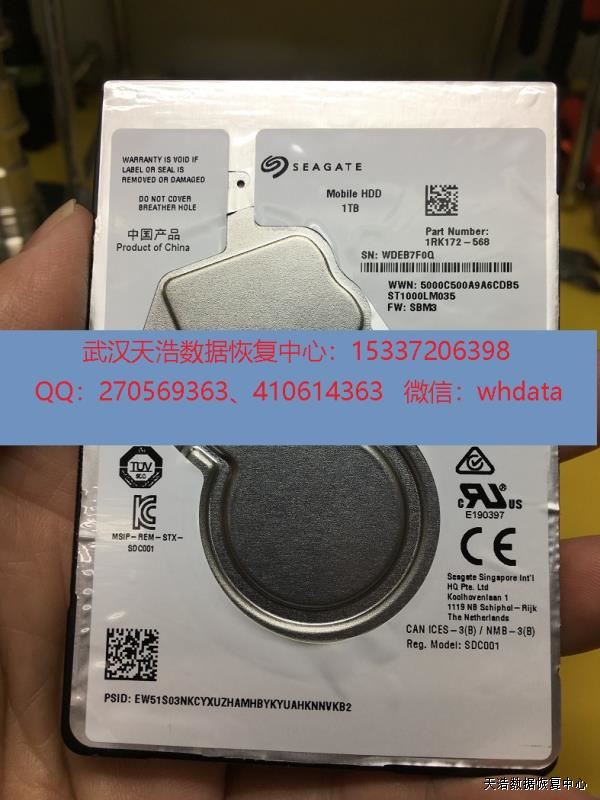 WARRANTY IS VOID IF
LABEL OR SEAL IS
REMOVED OR DAMAGED
DO NOT COVER
BREATHER HOLE
中国产品
Product of China
SEAGATE
Mobile HDD
1TB
Part Number:
1RK172-568
SN: WDEB7F0Q
WWN: 5000C500A9A6CDB5
ST1000LM035
FW: SBM3
武汉天浩数据恢复中心：15337206398
QQ：270569363、410614363 微信：whdata
TUV
MSIP-REM-STX-
SDC001
c RU US
E190397
CE
Seagate Singapore Int'l
HQ Pte. Ltd
Koolhovenlaan 1
1119 NB Schiphol-Rijk
The Netherlands
CAN ICES-3(B) / NMB-3(B)
Reg. Model: SDC001
PSID: EW51S03NKCYXUZHAMHBYKYUAHKNNVKB2
天浩数据恢复中心